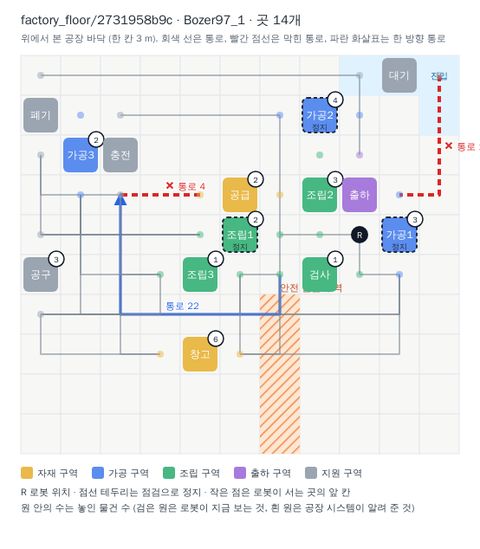 factory_floor/2731958b9c · Bozer97_1 · 곳 14개
위에서 본 공장 바닥 (한 칸 3 m). 회색 선은 통로, 빨간 점선은 막힌 통로, 파란 화살표는 한 방향 통로
대기
폐기
가공2
4
정지
✖ 통로
가공3
2
충전
✖ 통로 4
공급
2
조립2
3
출하
조립1
2
정지
R
가공1
3
정지
공구
3
조립3
1
검사
1
안전
역
통로 22
창고
6
자재 구역
가공 구역
조립 구역
출하 구역
지원 구역
R 로봇 위치 · 점선 테두리는 점검으로 정지 · 작은 점은 로봇이 서는 곳의 앞 칸
원 안의 수는 놓인 물건 수 (검은 원은 로봇이 지금 보는 것, 흰 원은 공장 시스템이 알려 준 것)